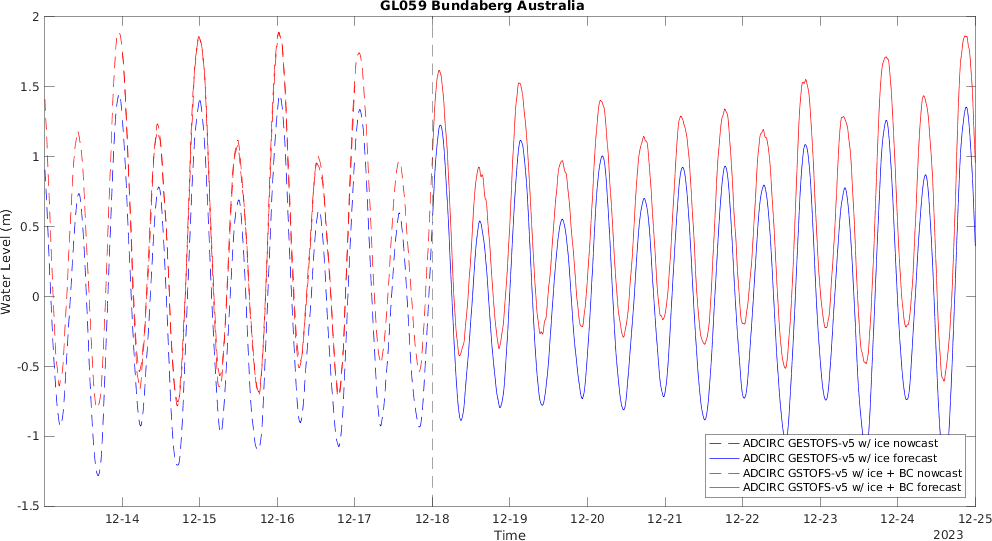 GL059 Bundaberg Australia
Water Level (m)
2
1.5
1
0.5
0
-0.5
-1
-1.5
ADCIRC GESTOFS-v5 w/ ice nowcast
ADCIRC GESTOFS-v5 w/ ice forecast
ADCIRC GSTOFS-v5 w/ ice + BC nowcast
ADCIRC GSTOFS-v5 w/ ice + BC forecast
12-14 12-15 12-16 12-17 12-18 12-19 12-20 12-21 12-22 12-23 12-24 12-25
Time
2023